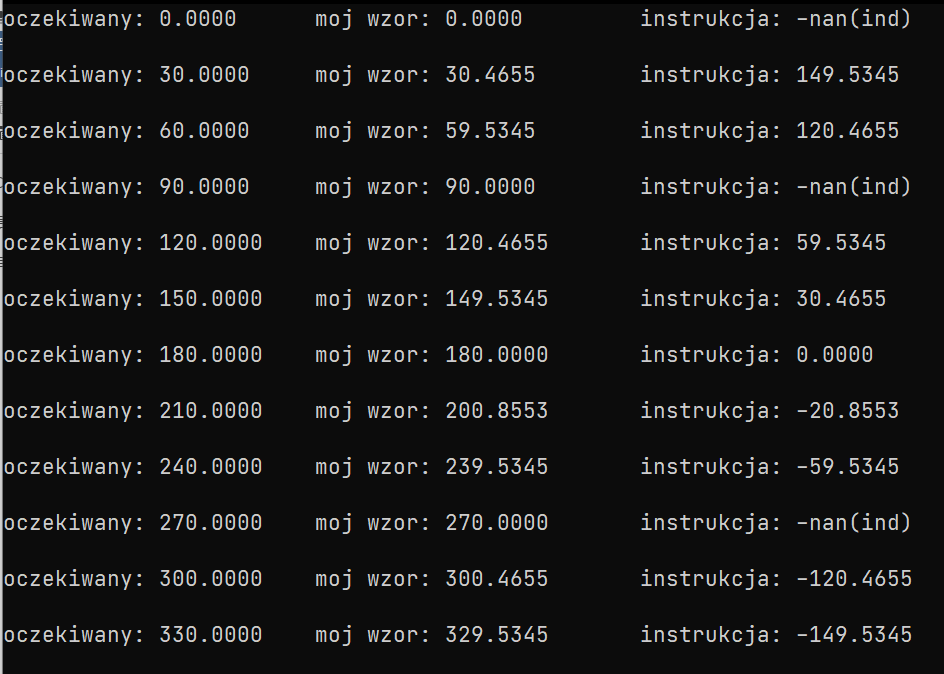 oczekiwany: 0.0000 moj wzor: 0.0000 instrukcja: -nan(ind)
oczekiwany: 30.0000 moj wzor: 30.4655 instrukcja: 149.5345
oczekiwany: 60.0000 moj wzor: 59.5345 instrukcja: 120.4655
oczekiwany: 90.0000 moj wzor: 90.0000 instrukcja: -nan(ind)
oczekiwany: 120.0000 moj wzor: 120.4655 instrukcja: 59.5345
oczekiwany: 150.0000 moj wzor: 149.5345 instrukcja: 30.4655
oczekiwany: 180.0000 moj wzor: 180.0000 instrukcja: 0.0000
oczekiwany: 210.0000 moj wzor: 200.8553 instrukcja: -20.8553
oczekiwany: 240.0000 moj wzor: 239.5345 instrukcja: -59.5345
oczekiwany: 270.0000 moj wzor: 270.0000 instrukcja: -nan(ind)
oczekiwany: 300.0000 moj wzor: 300.4655 instrukcja: -120.4655
oczekiwany: 330.0000 moj wzor: 329.5345 instrukcja: -149.5345